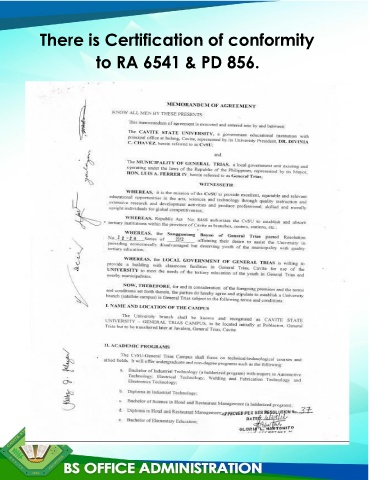 There is Certification of conformity
to RA 6541 & PD 856.
MEMORANDUM OF AGREEMENT
KNOW ALL MEN BY THESE PRESENTS:
This memorandum of agreement is executed and entered into by and between:
The CAVITE STATE UNIVERSITY, a government educational institution with
principal office at Indang, Cavite, represented by its University President, DR. DIVINIA
C. CHAVEZ, herein referred to as CvSU;
and
The MUNICIPALITY OF GENERAL TRIAS, a local government unit existing and
operating under the laws of the Republic of the Philippines, represented by its Mayor,
HON. LUIS A. FERRER IV, herein referred to as General Trias;
WITNESSETH
WHEREAS, it is the mission of the CvSU to provide excellent, equitable and relevant
educational opportunities in the arts, sciences and technology through quality instruction and
responsive research and development activities and produce professional, skilled and morally
upright individuals for global competitiveness;
WHEREAS, Republic Act No. 8468 authorizes the CvSU to establish and absorb
tertiary institutions within the province of Cavite as branches, centers, stations, etc.;
WHEREAS, the Sangguniang Bayan of General Trias passed Resolution
No. Series of 2012 affirming their desire to assist the University in
providing economically disadvantaged but deserving youth of the municipality with quality
tertiary education;
WHEREAS, the LOCAL GOVERNMENT OF GENERAL TRIAS is willing to
provide a building with classroom facilities in General Trias, Cavite for use of the
UNIVERSITY to meet the needs of the tertiary education of the youth in General Trias and
nearby municipalities.
NOW, THEREFORE, for and in consideration of the foregoing premises and the terms
and conditions set forth therein, the parties do hereby agree and stipulate to establish a University
branch (satellite campus) in General Trias subject to the following terms and conditions:
I. NAME AND LOCATION OF THE CAMPUS
The University branch shall be known and recognized as CAVITE STATE
UNIVERSITY - GENERAL TRIAS CAMPUS, to be located initially at Poblacion, General
Trias but to be transferred later at Javalera, General Trias, Cavite.
II. ACADEMIC PROGRAMS
The CvSU-General Trias Campus shall focus on technical/technological courses and
allied fields. It will offer undergraduate and non-degree programs such as the following:
a. Bachelor of Industrial Technology (a ladderized program) with majors in Automotive
Technology; Electrical Technology; Welding and Fabrication Technology and
Electronics Technology;
b. Diploma in Industrial Technology;
c. Bachelor of Science in Hotel and Restaurant Management (a ladderized program);
d. Diploma in Hotel and Restaurant Management; APPROVED PER BOR RESOLUTION No. 37
e. Bachelor of Elementary Education;
BS OFFICE ADMINISTRATION